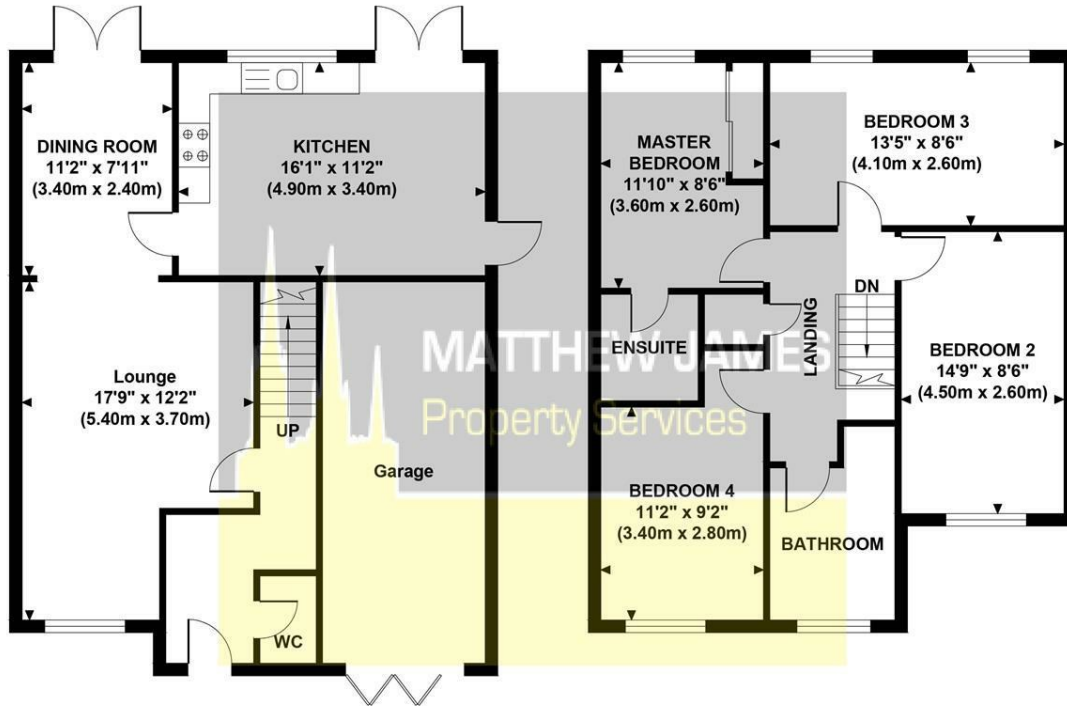 DINING ROOM
11'2" x 7'11"
(3.40m x 2.40m)
KITCHEN
16'1" x 11'2"
(4.90m x 3.40m)
Lounge
17'9" x 12'2"
(5.40m x 3.70m)
UP
Garage
WC
MASTER
BEDROOM
11'10" x 8'6"
(3.60m x 2.60m)
BEDROOM 3
13'5" x 8'6"
(4.10m x 2.60m)
ENSUITE
LANDING
DN
BEDROOM 2
14'9" x 8'6"
(4.50m x 2.60m)
BEDROOM 4
11'2" x 9'2"
(3.40m x 2.80m)
BATHROOM
MATTHEW JAMES
Property Services